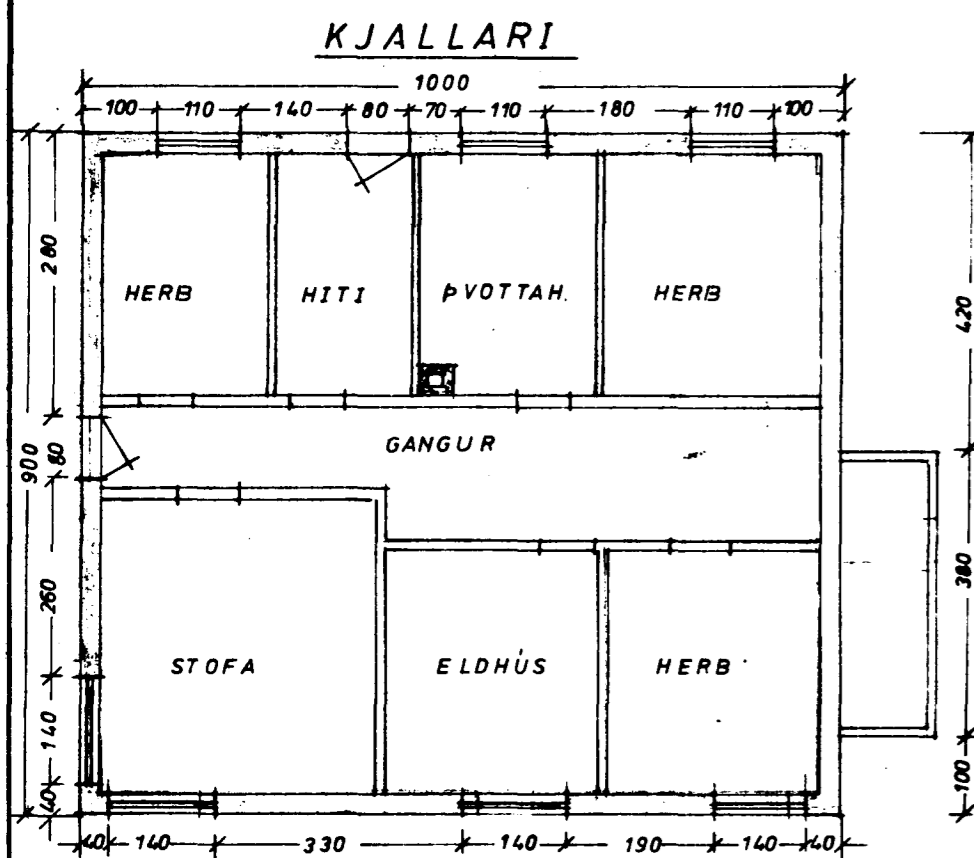 KJALLARI
1000
100 110 140 80 70 110 180 110 100
280
420
HERB HITI ÞVOTTAH. HERB
GANGUR
900
80
260
380
STOFA ELDHÚS HERB
140
40
100
40 140 330 140 190 140 40